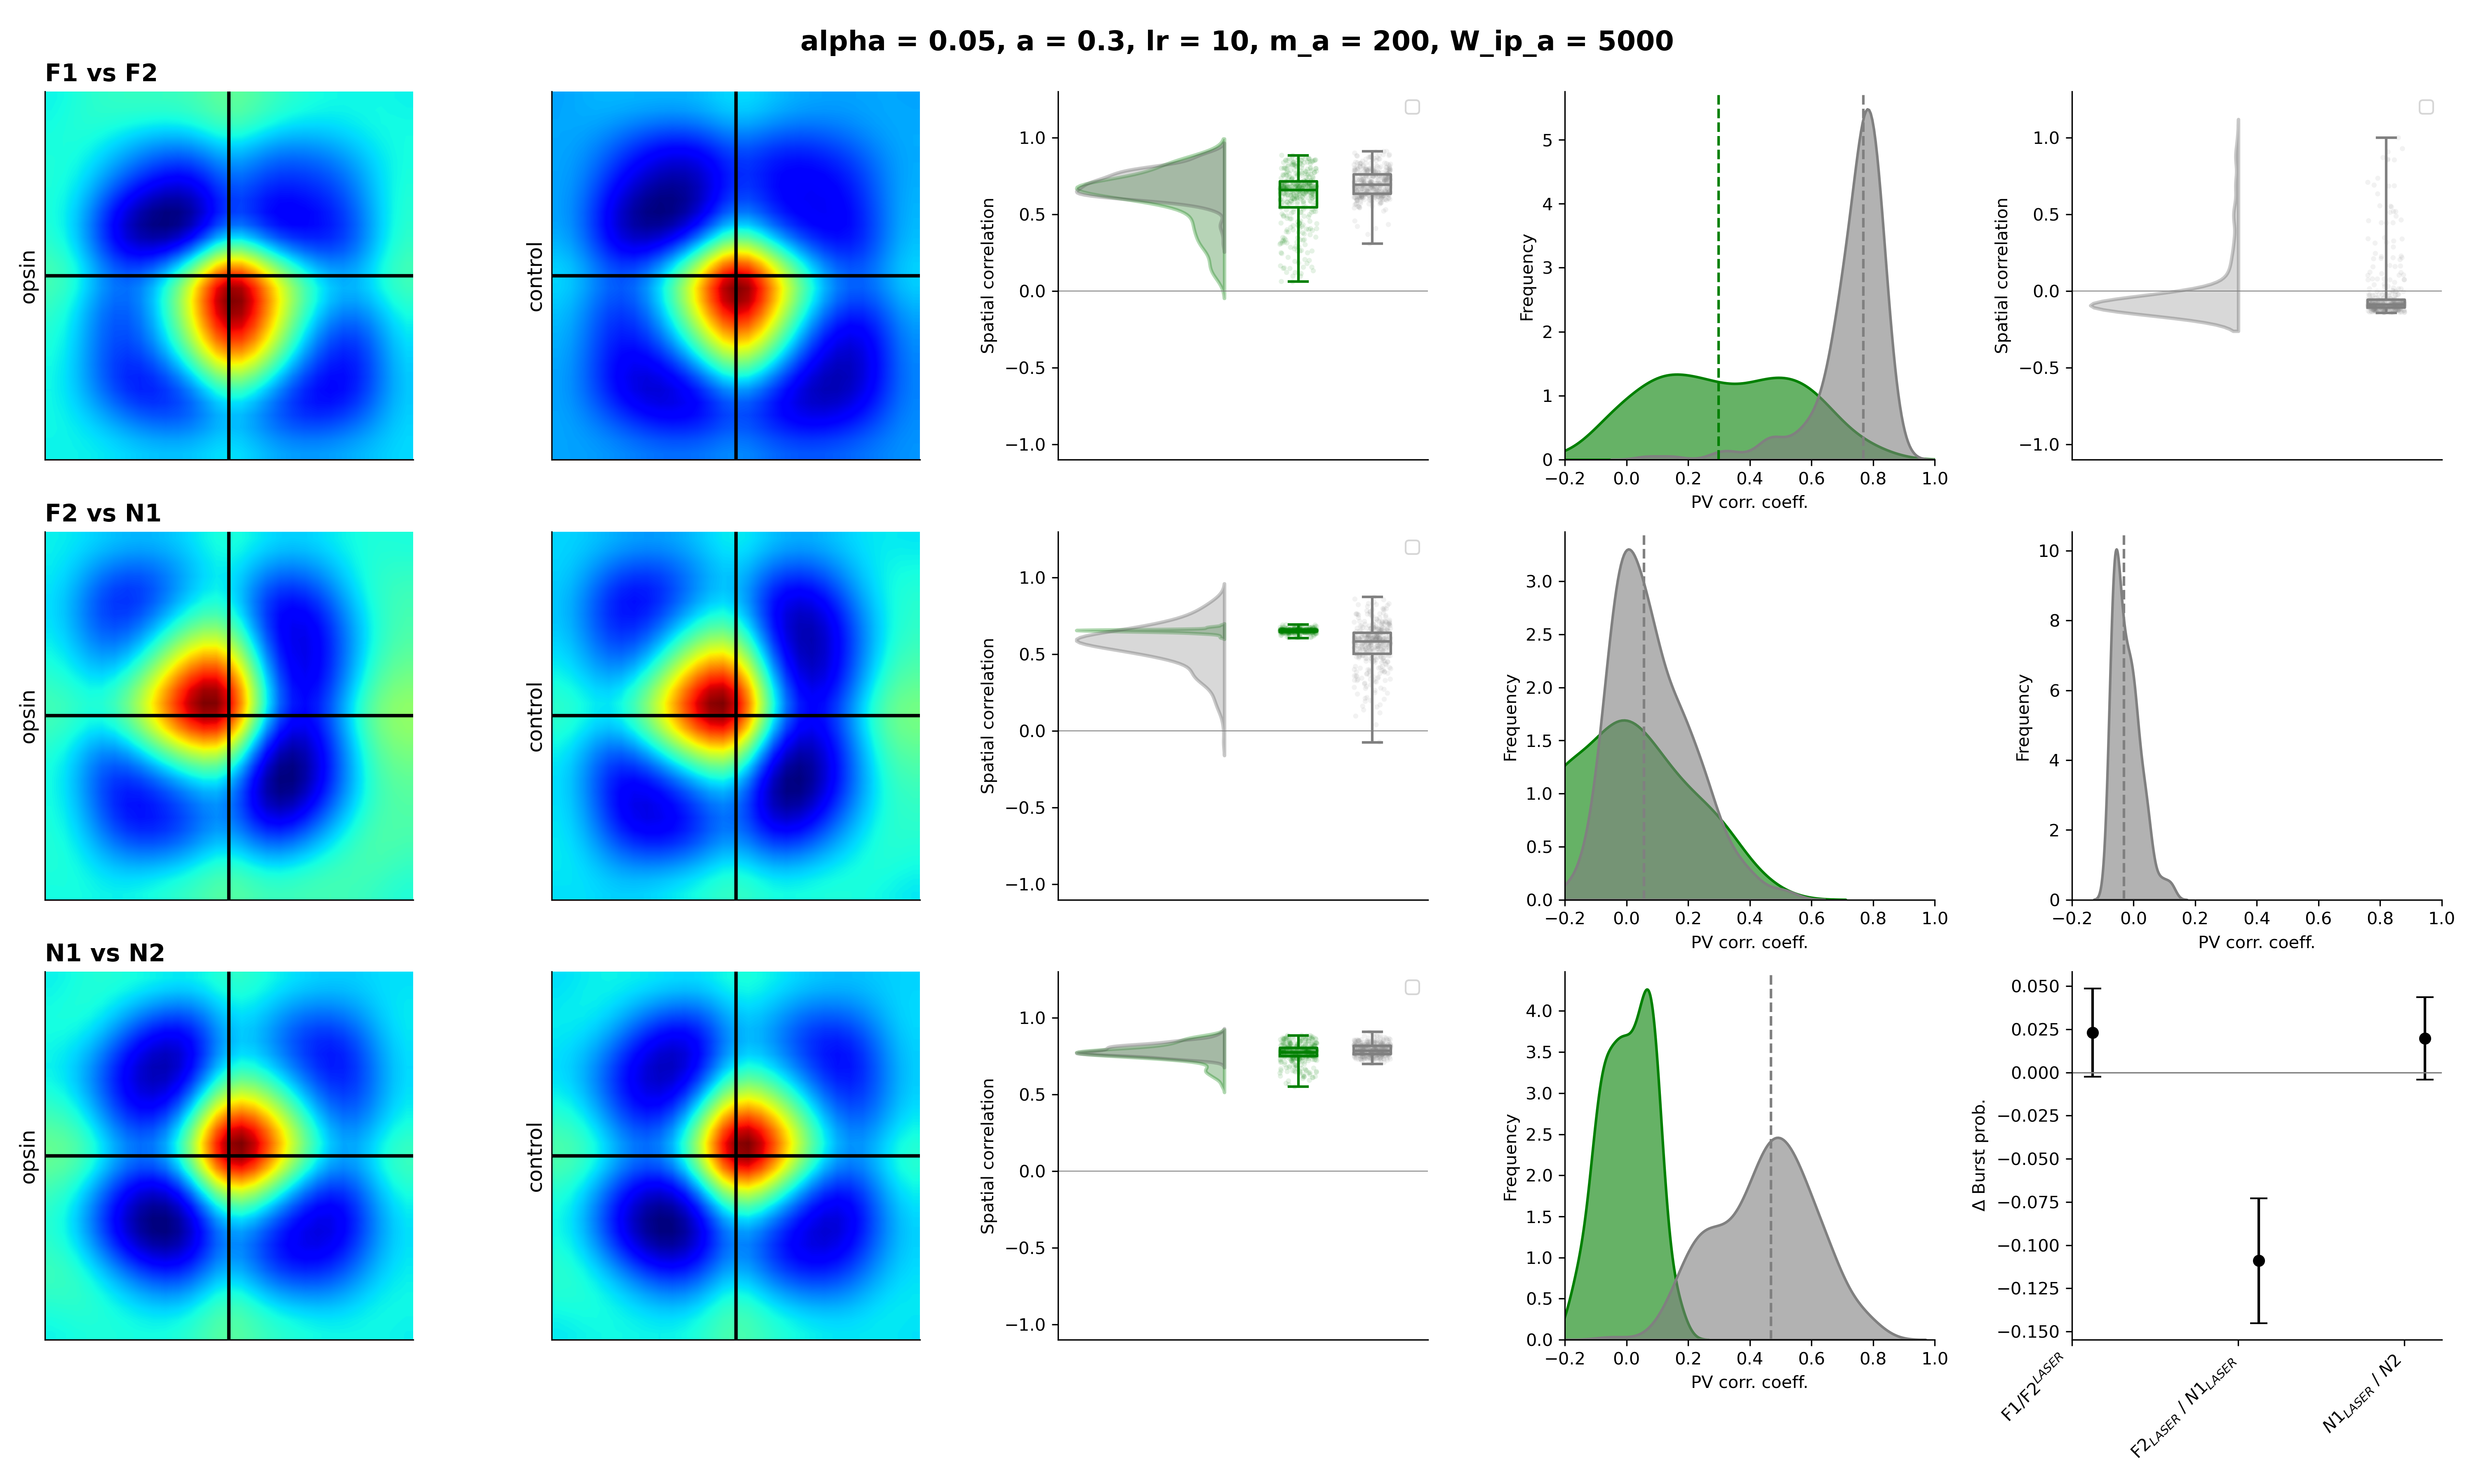 alpha = 0.05, a = 0.3, lr = 10, m_a = 200, W_ip_a = 5000
F1 vs F2
opsin
control
Spatial correlation
1.0
0.5
0.0
−0.5
−1.0
Frequency
5
4
3
2
1
0
−0.2 0.0 0.2 0.4 0.6 0.8 1.0
PV corr. coeff.
Spatial correlation
1.0
0.5
0.0
−0.5
−1.0
F2 vs N1
opsin
control
Spatial correlation
1.0
0.5
0.0
−0.5
−1.0
Frequency
3.0
2.5
2.0
1.5
1.0
0.5
0.0
−0.2 0.0 0.2 0.4 0.6 0.8 1.0
PV corr. coeff.
Frequency
10
8
6
4
2
0
−0.2 0.0 0.2 0.4 0.6 0.8 1.0
PV corr. coeff.
N1 vs N2
opsin
control
Spatial correlation
1.0
0.5
0.0
−0.5
−1.0
Frequency
4.0
3.5
3.0
2.5
2.0
1.5
1.0
0.5
0.0
−0.2 0.0 0.2 0.4 0.6 0.8 1.0
PV corr. coeff.
Δ Burst prob.
0.050
0.025
0.000
−0.025
−0.050
−0.075
−0.100
−0.125
−0.150
F1/F2LASER
F2LASER / N1LASER
N1LASER / N2